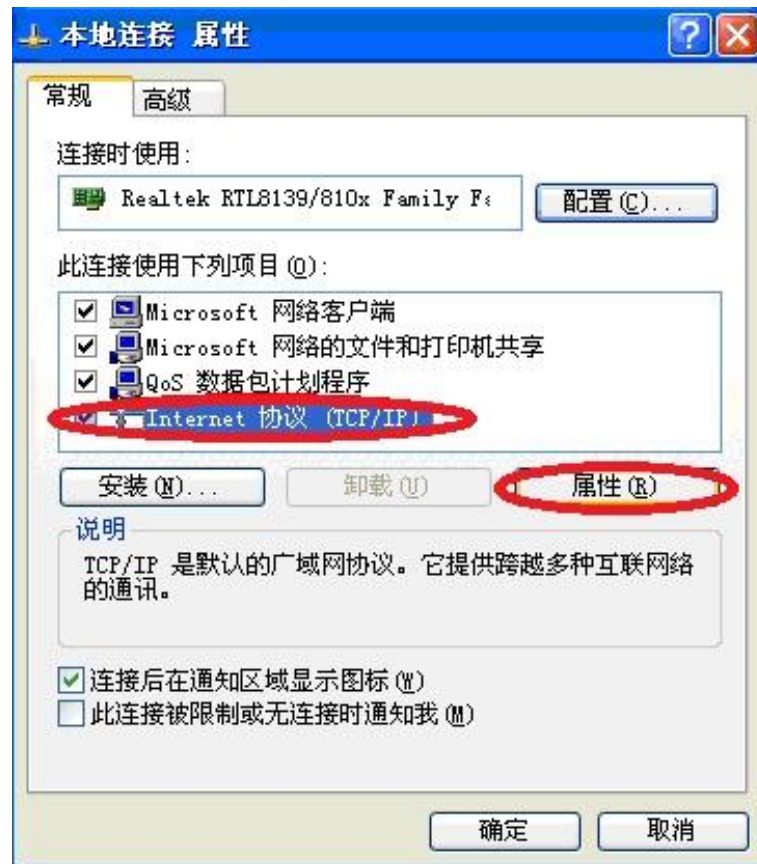 本地连接 属性
常规 高级
连接时使用:
Realtek RTL8139/810x Family Fa
配置(C)...
此连接使用下列项目(O):
Microsoft 网络客户端
Microsoft 网络的文件和打印机共享
QoS 数据包计划程序
Internet 协议 (TCP/IP)
安装(N)... 卸载(U) 属性(R)
说明
TCP/IP 是默认的广域网协议。它提供跨越多种互联网络
的通讯。
连接后在通知区域显示图标(W)
此连接被限制或无连接时通知我(M)
确定 取消